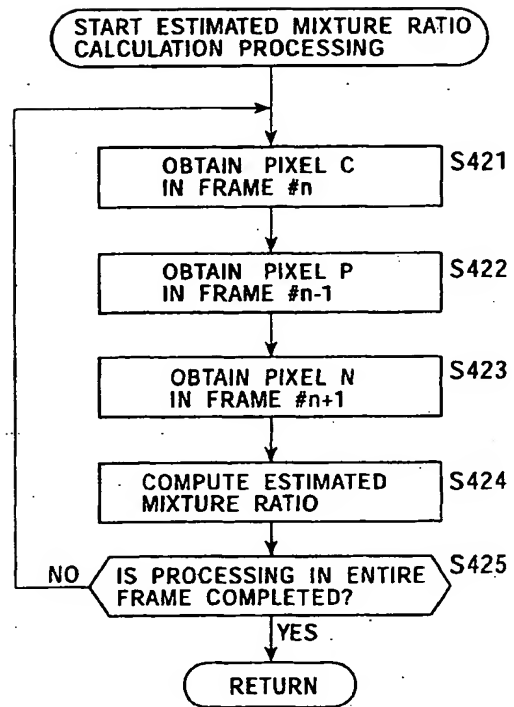 START ESTIMATED MIXTURE RATIO
CALCULATION PROCESSING
OBTAIN PIXEL C
IN FRAME #n
S421
OBTAIN PIXEL P
IN FRAME #n-1
S422
OBTAIN PIXEL N
IN FRAME #n+1
S423
COMPUTE ESTIMATED
MIXTURE RATIO
S424
IS PROCESSING IN ENTIRE
FRAME COMPLETED?
S425
NO
YES
RETURN